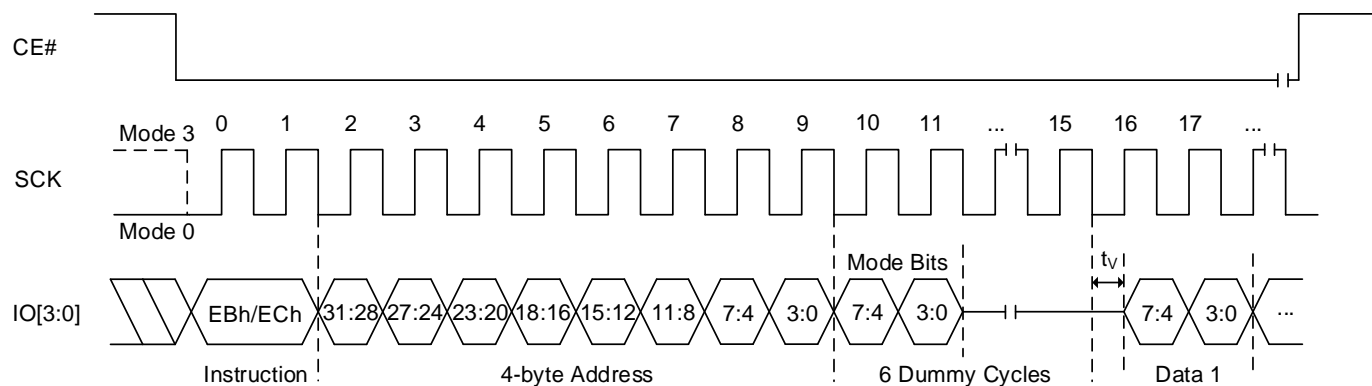 CE#
0 1 2 3 4 5 6 7 8 9 10 11 ... 15 16 17 ...
Mode 3
SCK
Mode 0
Mode Bits tV
IO[3:0] EBh/ECh 31:28 27:24 23:20 18:16 15:12 11:8 7:4 3:0 7:4 3:0 7:4 3:0 ...
Instruction 4-byte Address 6 Dummy Cycles Data 1